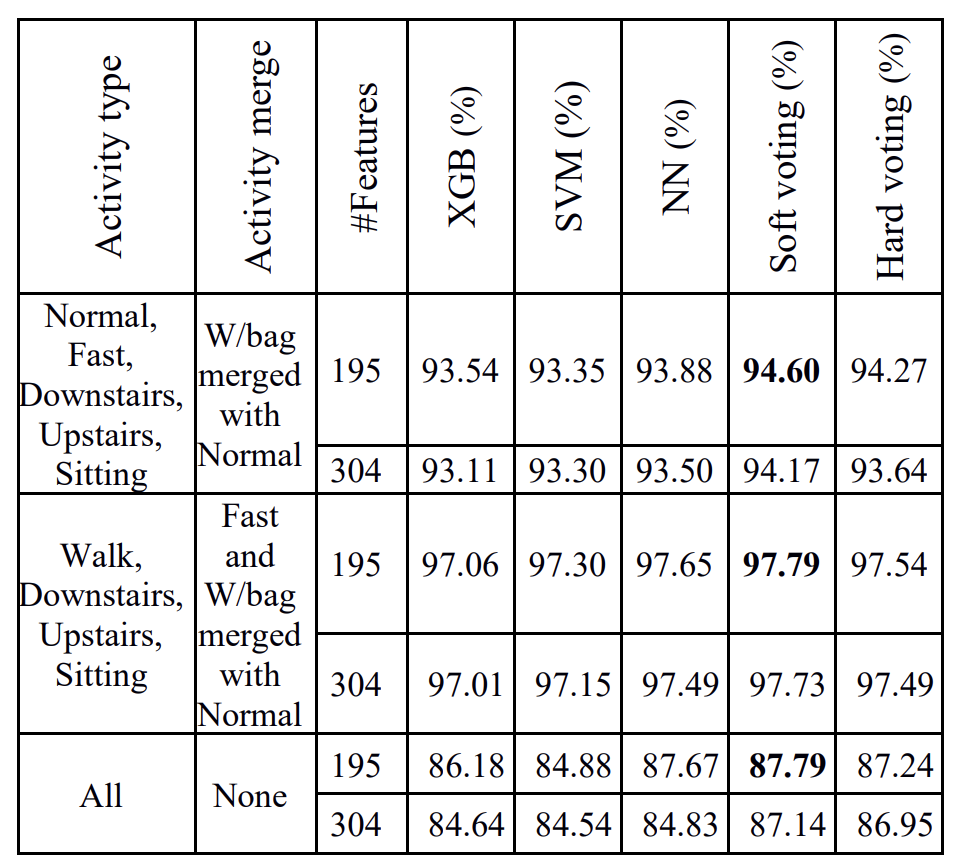 Activity type
Activity merge
#Features
XGB (%)
SVM (%)
NN (%)
Soft voting (%)
Hard voting (%)
Normal,
Fast,
Downstairs,
Upstairs,
Sitting
W/bag
merged
with
Normal
195 93.54 93.35 93.88 94.60 94.27
304 93.11 93.30 93.50 94.17 93.64
Walk,
Downstairs,
Upstairs,
Sitting
Fast
and
W/bag
merged
with
Normal
195 97.06 97.30 97.65 97.79 97.54
304 97.01 97.15 97.49 97.73 97.49
All
None
195 86.18 84.88 87.67 87.79 87.24
304 84.64 84.54 84.83 87.14 86.95